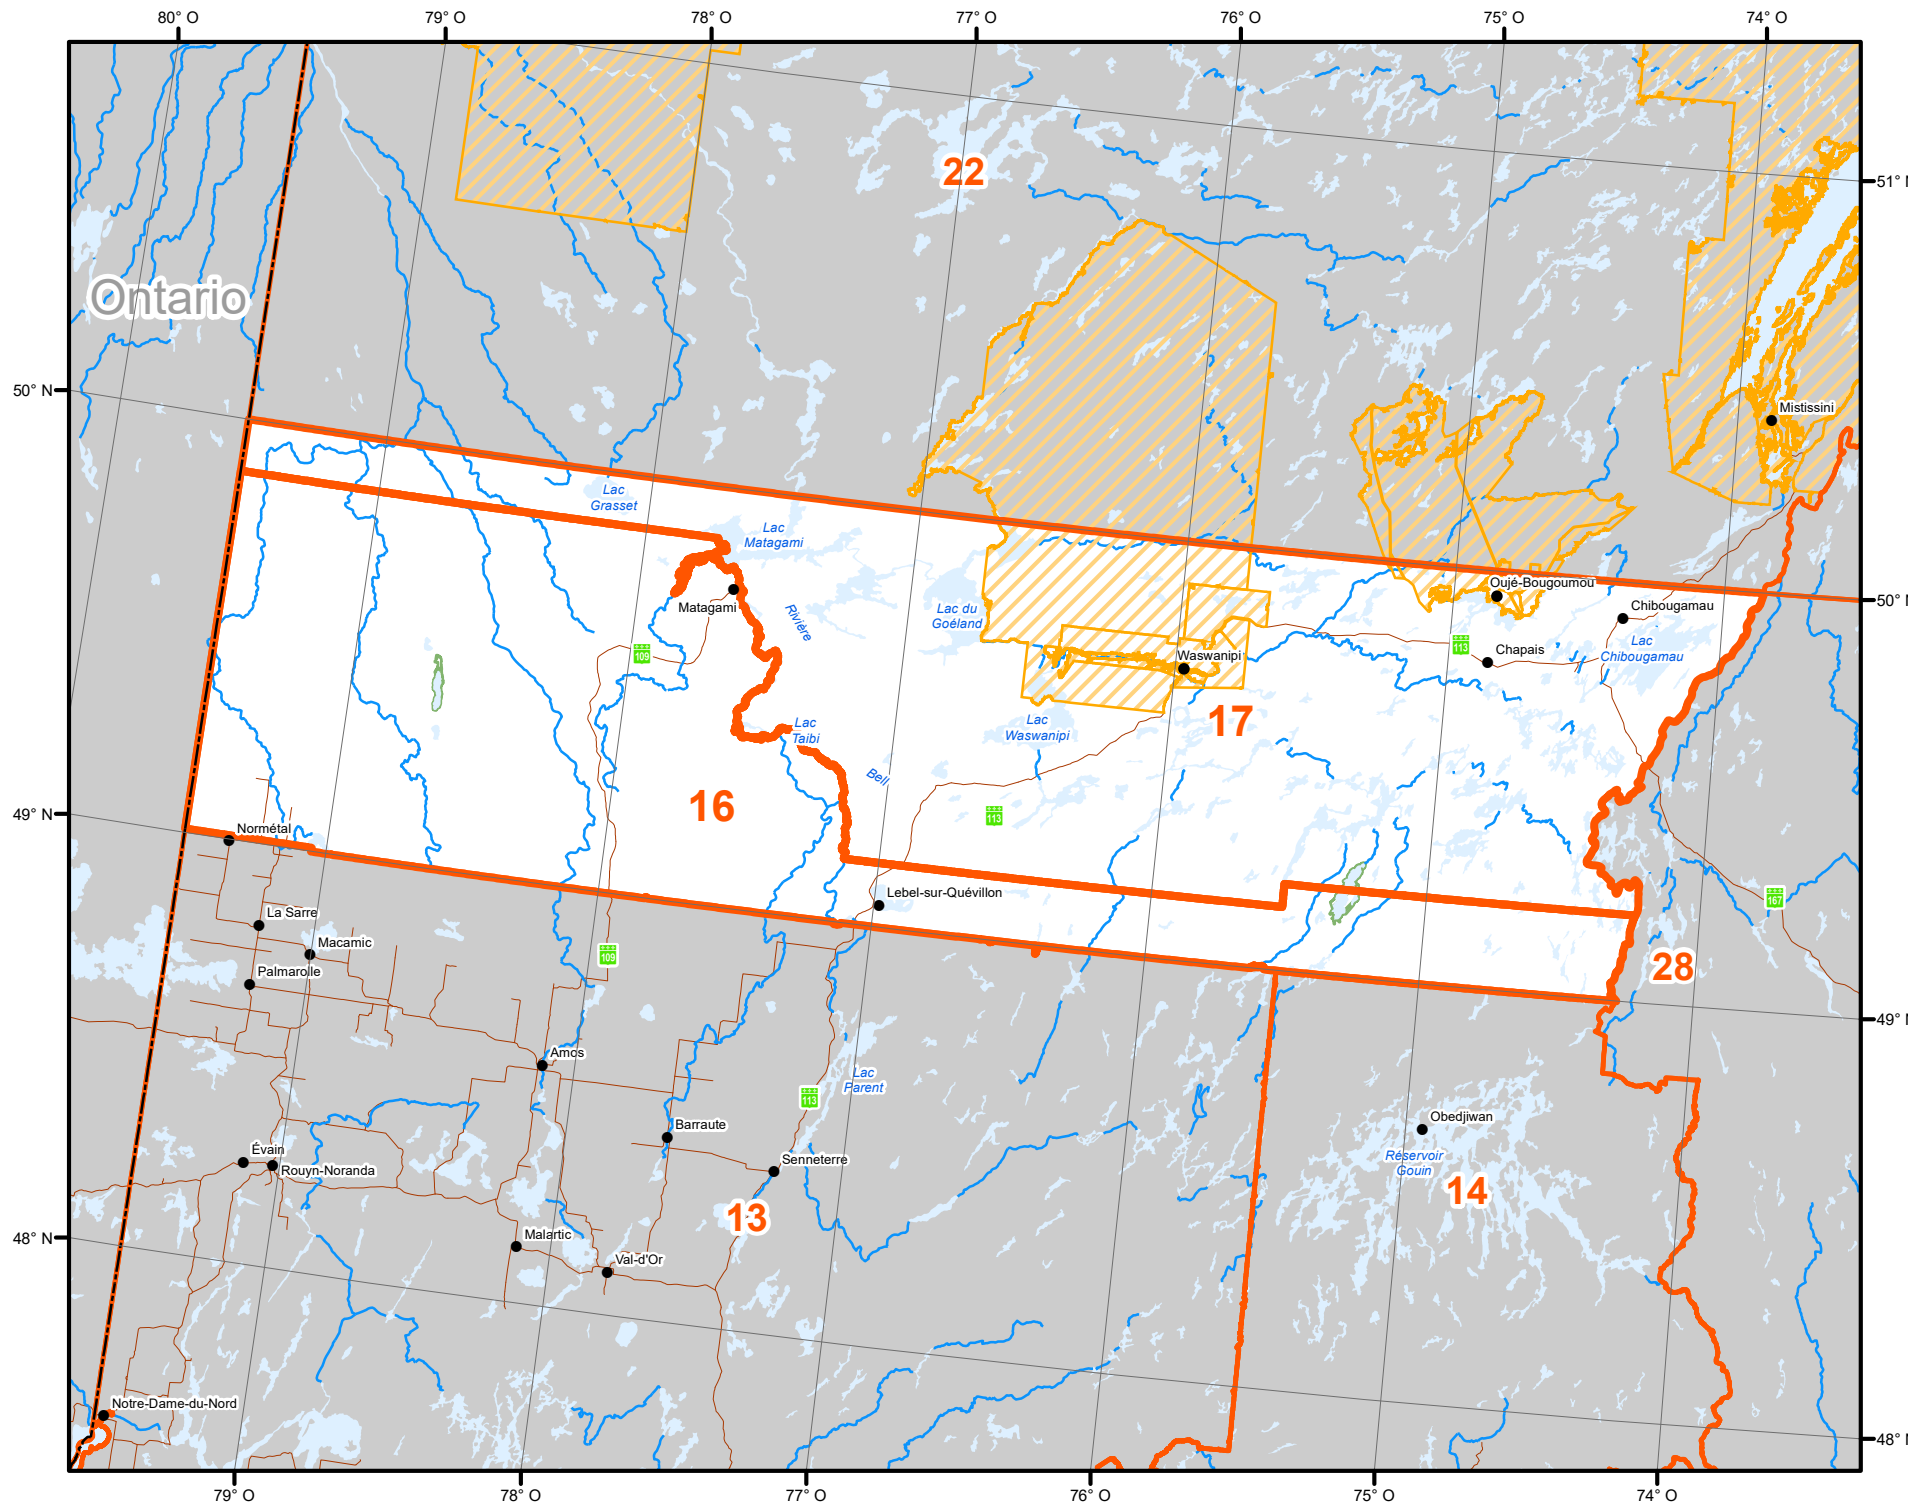 80° O
79° O
78° O
77° O
76° O
75° O
74° O
22
51°
Ontario
50° N
Mistissini
Lac
Grasset
Lac
Matagami
Oujé-Bougoumou
50°
Matagami
Rivière
Lac du
Goéland
Chibougamau
109
113
Chapais
Lac
Chibougamau
Waswanipi
Lac
Taibi
Lac
Waswanipi
17
Bell
16
49° N
113
Normétal
Lebel-sur-Quévillon
167
La Sarre
Macamic
109
Palmarolle
28
49°
Amos
Lac
Parent
113
Barraute
Obedjiwan
Évain
Rouyn-Noranda
Senneterre
Réservoir
Gouin
14
13
48° N
Malartic
Val-d'Or
Notre-Dame-du-Nord
48°
79° O
78° O
77° O
76° O
75° O
74° O